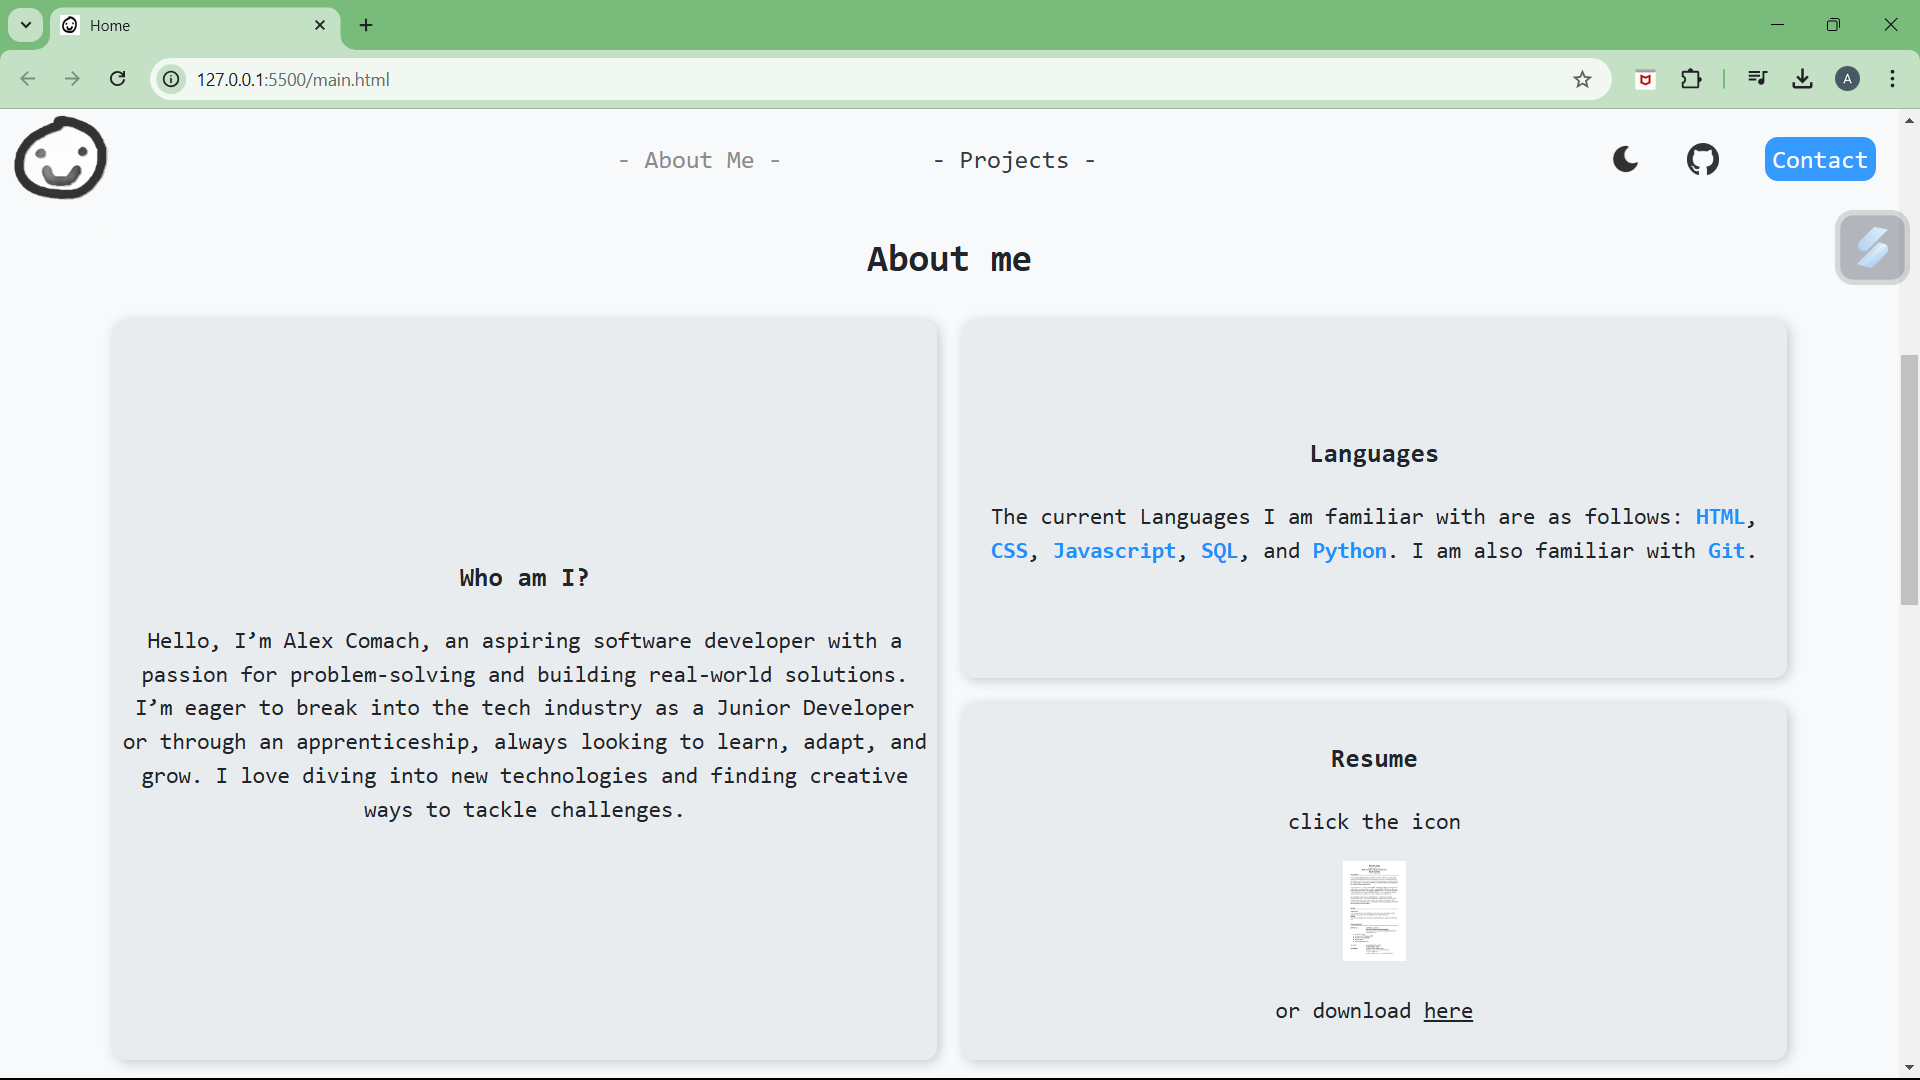 Home
127.0.0.1:5500/main.html
A
- About Me -
- Projects -
Contact
About me
Who am I?
Hello, I’m Alex Comach, an aspiring software developer with a
passion for problem-solving and building real-world solutions.
I’m eager to break into the tech industry as a Junior Developer
or through an apprenticeship, always looking to learn, adapt, and
grow. I love diving into new technologies and finding creative
ways to tackle challenges.
Languages
The current Languages I am familiar with are as follows: HTML,
CSS, Javascript, SQL, and Python. I am also familiar with Git.
Resume
click the icon
or download here